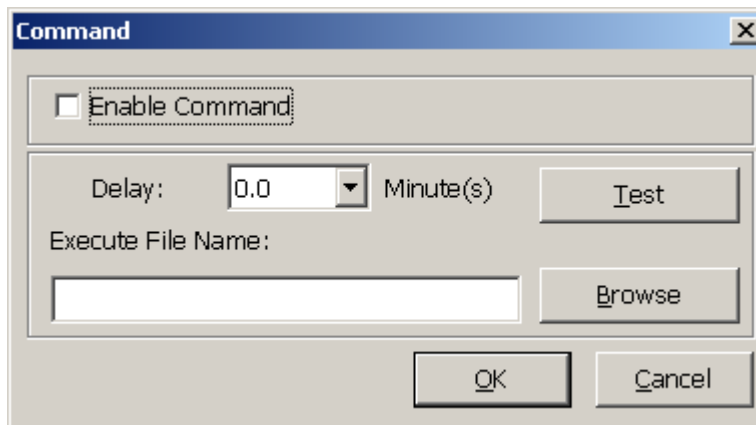 Command
Enable Command
Delay: 0.0 Minute(s) Test
Execute File Name:
Browse
OK Cancel